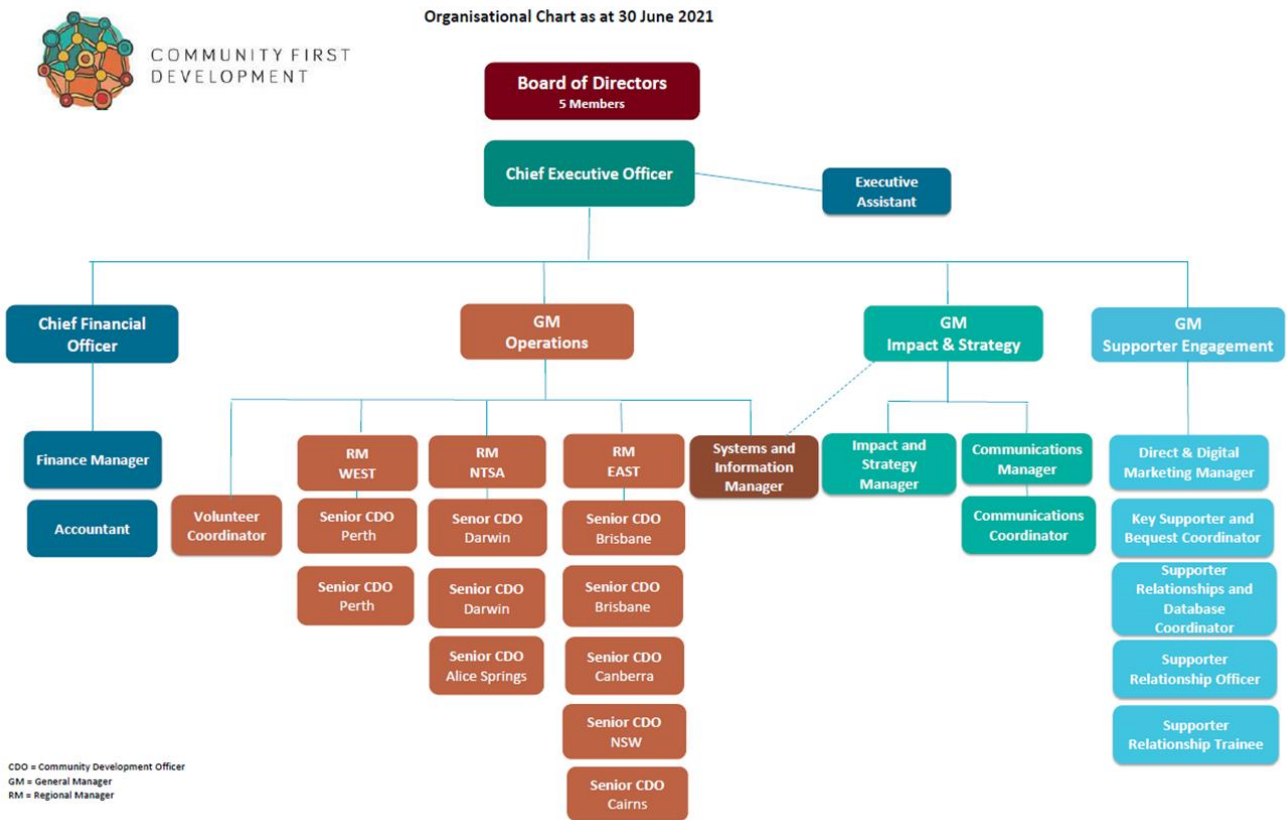 Organisational Chart as at 30 June 2021
COMMUNITY FIRST
DEVELOPMENT
Board of Directors
5 Members
Chief Executive Officer
Executive
Assistant
Chief Financial
Officer
GM
Operations
GM
Impact & Strategy
GM
Supporter Engagement
Finance Manager
Accountant
Volunteer
Coordinator
RM
WEST
Senior CDO
Perth
Senior CDO
Perth
RM
NTSA
Senor CDO
Darwin
Senior CDO
Darwin
Senior CDO
Alice Springs
RM
EAST
Senior CDO
Brisbane
Senior CDO
Brisbane
Senior CDO
Canberra
Senior CDO
NSW
Senior CDO
Cairns
Systems and
Information
Manager
Impact and
Strategy
Manager
Communications
Manager
Communications
Coordinator
Direct & Digital
Marketing Manager
Key Supporter and
Bequest Coordinator
Supporter
Relationships and
Database
Coordinator
Supporter
Relationship Officer
Supporter
Relationship Trainee
CDO = Community Development Officer
GM = General Manager
RM = Regional Manager